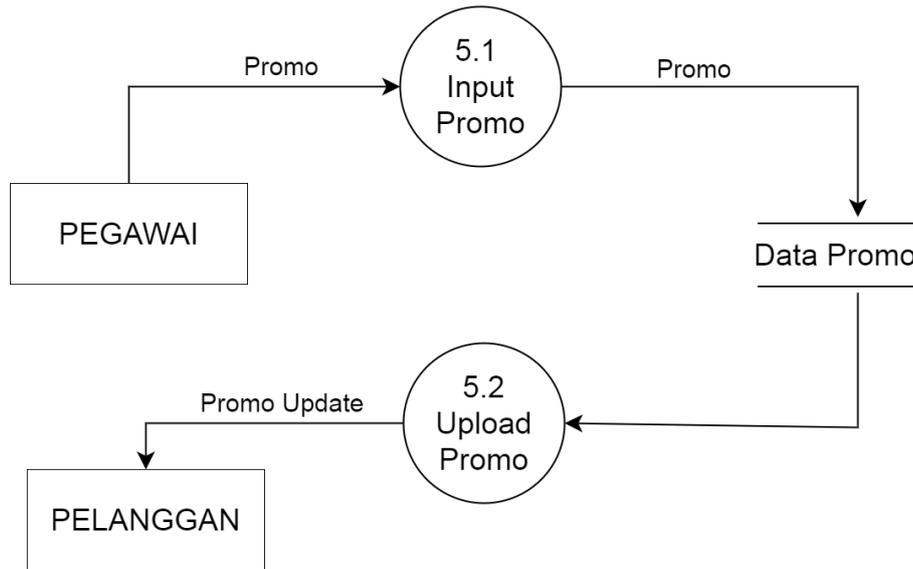 Promo
5.1
Input
Promo
Promo
PEGAWAI
Data Promo
Promo Update
5.2
Upload
Promo
PELANGGAN